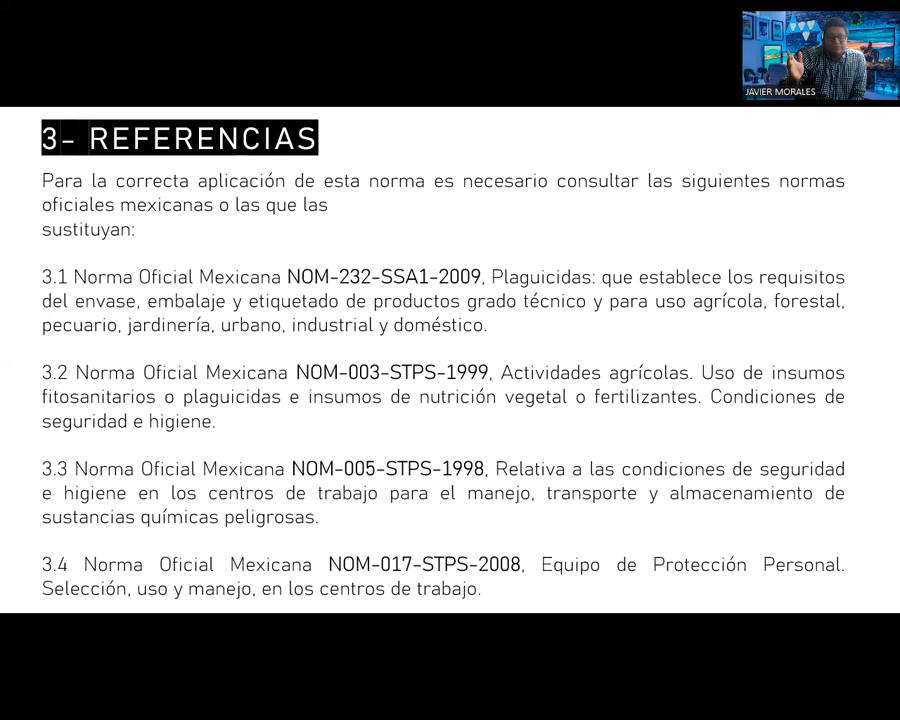 JAVIER MORALES
3- REFERENCIAS
Para la correcta aplicación de esta norma es necesario consultar las siguientes normas
oficiales mexicanas o las que las
sustituyan:
3.1 Norma Oficial Mexicana NOM-232-SSA1-2009, Plaguicidas: que establece los requisitos
del envase, embalaje y etiquetado de productos grado técnico y para uso agrícola, forestal,
pecuario, jardinería, urbano, industrial y doméstico.
3.2 Norma Oficial Mexicana NOM-003-STPS-1999, Actividades agrícolas. Uso de insumos
fitosanitarios o plaguicidas e insumos de nutrición vegetal o fertilizantes. Condiciones de
seguridad e higiene.
3.3 Norma Oficial Mexicana NOM-005-STPS-1998, Relativa a las condiciones de seguridad
e higiene en los centros de trabajo para el manejo, transporte y almacenamiento de
sustancias químicas peligrosas.
3.4 Norma Oficial Mexicana NOM-017-STPS-2008, Equipo de Protección Personal.
Selección, uso y manejo, en los centros de trabajo.